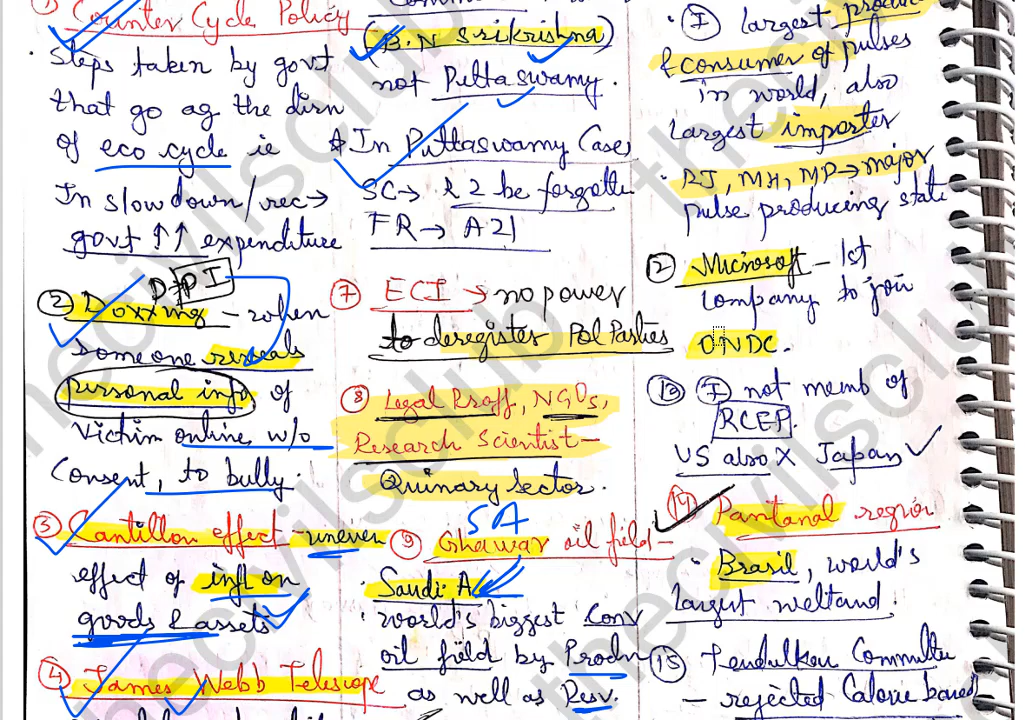 ① Counter Cycle Policy
• Steps taken by govt
that go ag the dirn
of eco cycle ie
In slowdown/rec→
govt ↑↑ expenditure
D PI
② Doxxing – when
someone reveals
personal info of
victim online w/o
consent, to bully.
③ Cantillon effect – uneven
effect of infl on
goods & assets
④ James Webb Telescope
(B.N Srikrishna)
not Puttaswamy.
☆ In Puttaswamy Case,
SC→ R 2 be forgotten
FR → A-21
⑦ ECI → no power
to deregister Pol Parties
⑧ Legal Proff, NGOs,
Research Scientist –
Quinary Sector.
SA
⑨ Ghawar oil field –
• Saudi A
• world's biggest Conv
oil field by Prodn
as well as Resv.
• I largest
& consumer of pulses
in world, also
largest importer
• RJ, MH, MP → major
pulse producing state
⑫ Microsoft – 1st
company to join
ONDC.
⑬ I not memb of
RCEP.
US also X Japan ✓
⑭ Pantanal region
• Brasil, world's
largest wetland.
⑮ Tendulkar Committee
– rejected Calorie based
thecivilsclub